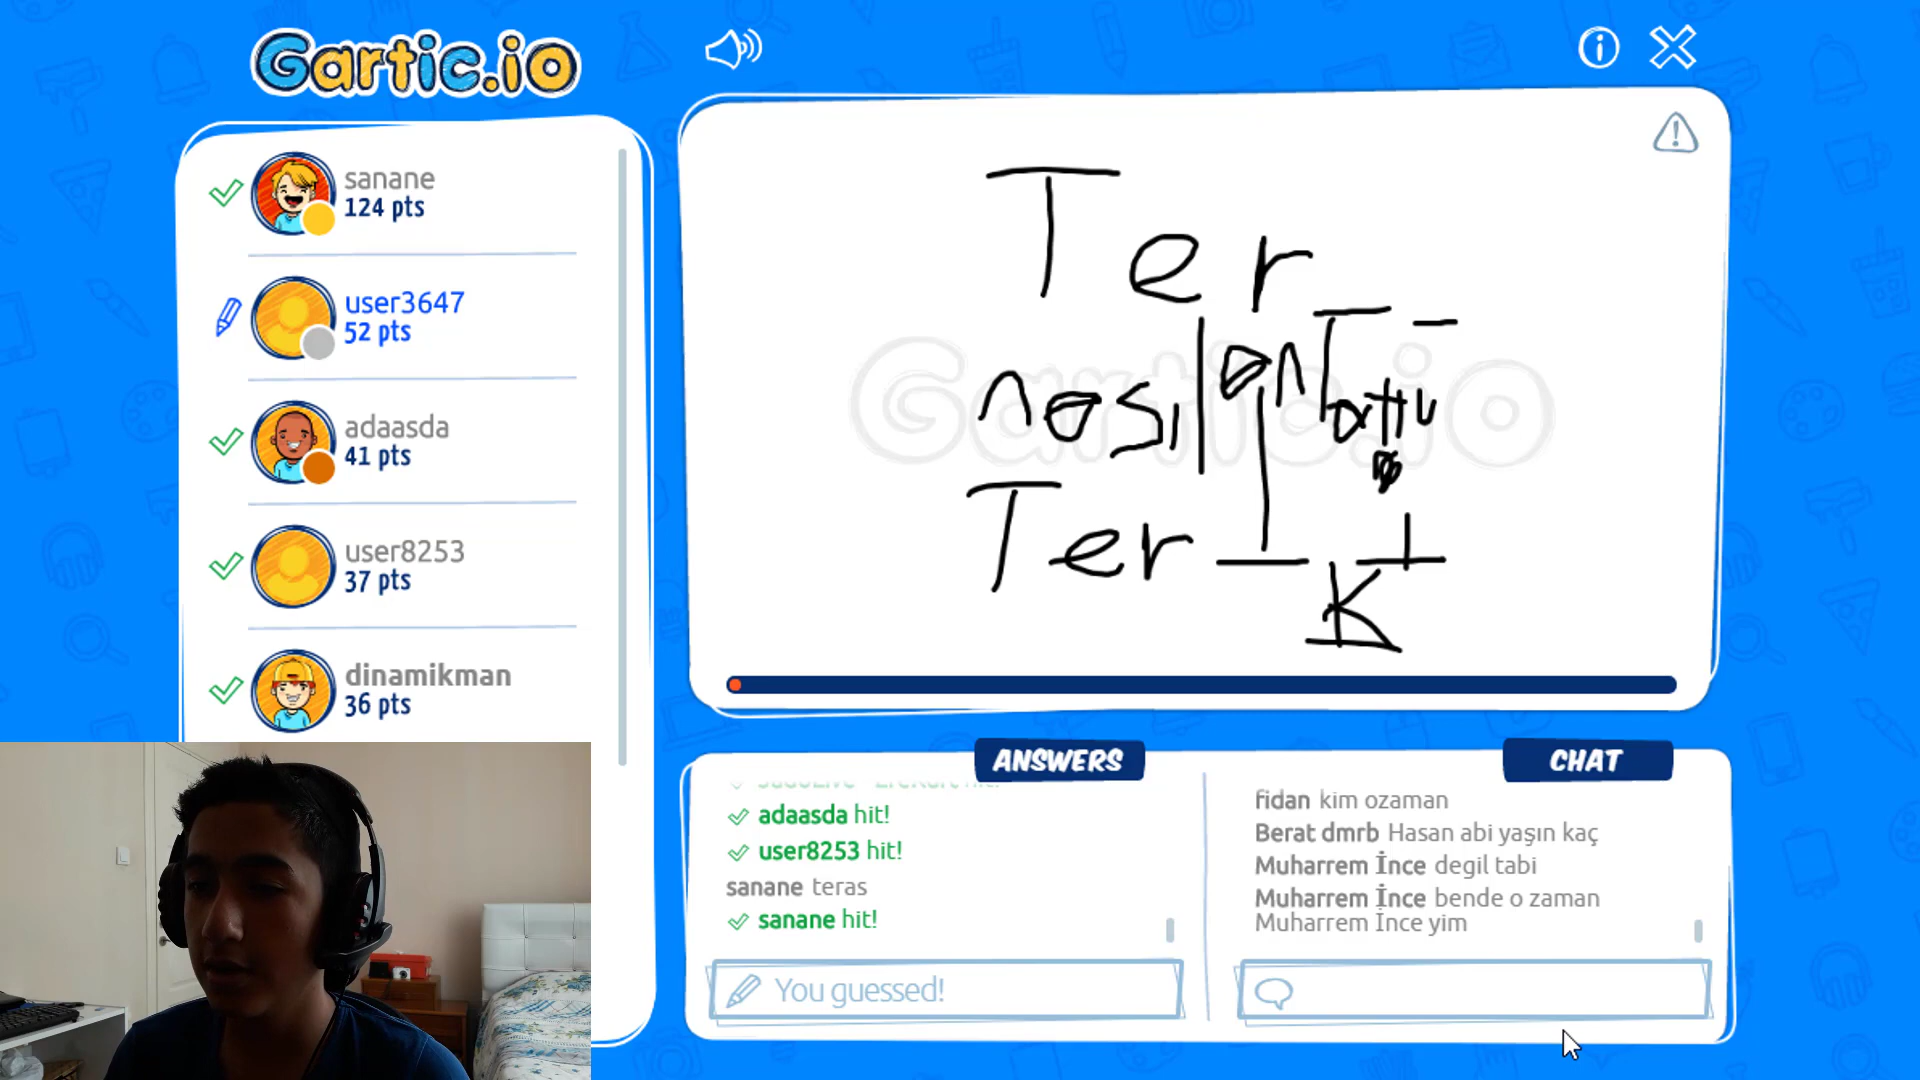 Gartic.io
sanane
124 pts
user3647
52 pts
adaasda
41 pts
user8253
37 pts
dinamikman
36 pts
Ter
nasıl
Ter
K
Gartic.io
ANSWERS
adaasda hit!
user8253 hit!
sanane teras
sanane hit!
You guessed!
CHAT
fidan kim ozaman
Berat dmrb Hasan abi yaşın kaç
Muharrem İnce degil tabi
Muharrem İnce bende o zaman
Muharrem İnce yim